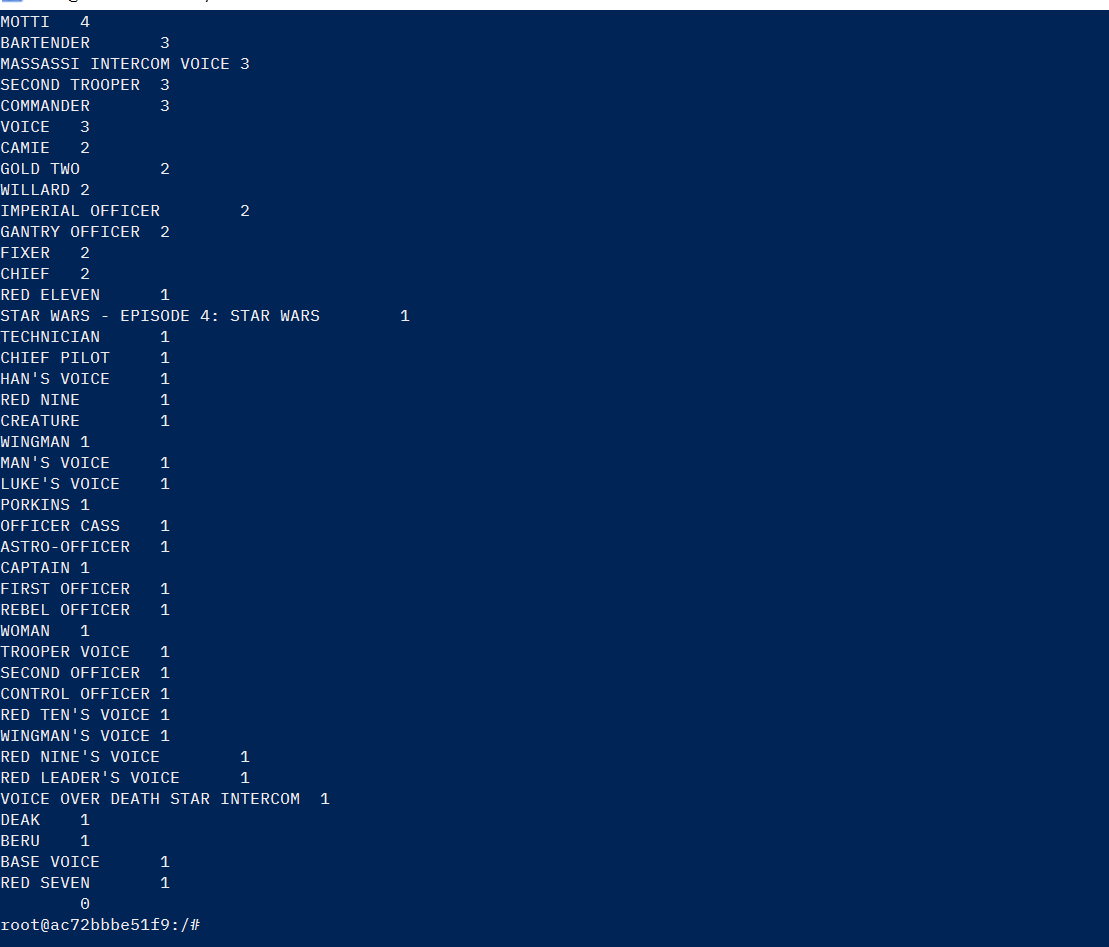 MOTTI 4
BARTENDER 3
MASSASSI INTERCOM VOICE 3
SECOND TROOPER 3
COMMANDER 3
VOICE 3
CAMIE 2
GOLD TWO 2
WILLARD 2
IMPERIAL OFFICER 2
GANTRY OFFICER 2
FIXER 2
CHIEF 2
RED ELEVEN 1
STAR WARS - EPISODE 4: STAR WARS 1
TECHNICIAN 1
CHIEF PILOT 1
HAN'S VOICE 1
RED NINE 1
CREATURE 1
WINGMAN 1
MAN'S VOICE 1
LUKE'S VOICE 1
PORKINS 1
OFFICER CASS 1
ASTRO-OFFICER 1
CAPTAIN 1
FIRST OFFICER 1
REBEL OFFICER 1
WOMAN 1
TROOPER VOICE 1
SECOND OFFICER 1
CONTROL OFFICER 1
RED TEN'S VOICE 1
WINGMAN'S VOICE 1
RED NINE'S VOICE 1
RED LEADER'S VOICE 1
VOICE OVER DEATH STAR INTERCOM 1
DEAK 1
BERU 1
BASE VOICE 1
RED SEVEN 1
0
root@ac72bbbe51f9:/#